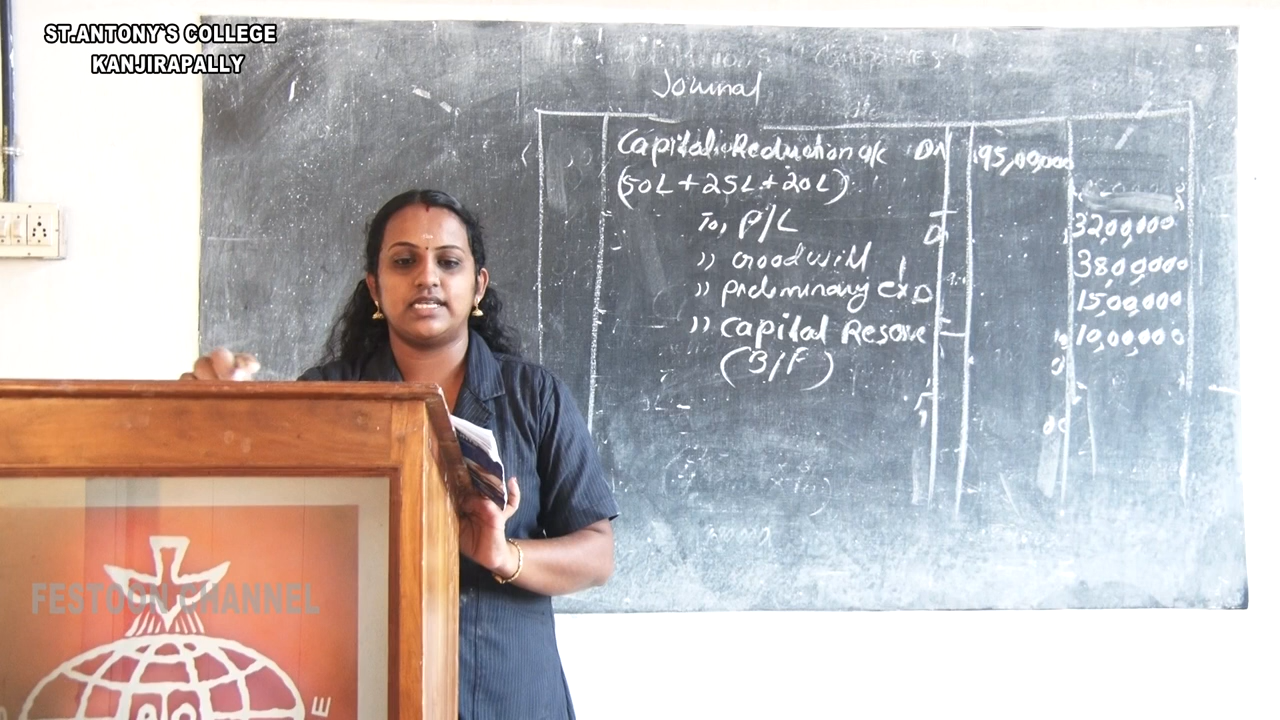 ST.ANTONY`S COLLEGE
KANJIRAPALLY
Journal
Capital Reduction a/c Dr 95,00,000
(50L + 25L + 20L)
To, P/L 32,00,000
,, Goodwill 38,00,000
,, preliminary ex 15,00,000
,, Capital Reserve 10,00,000
(B/F)
FESTOON CHANNEL